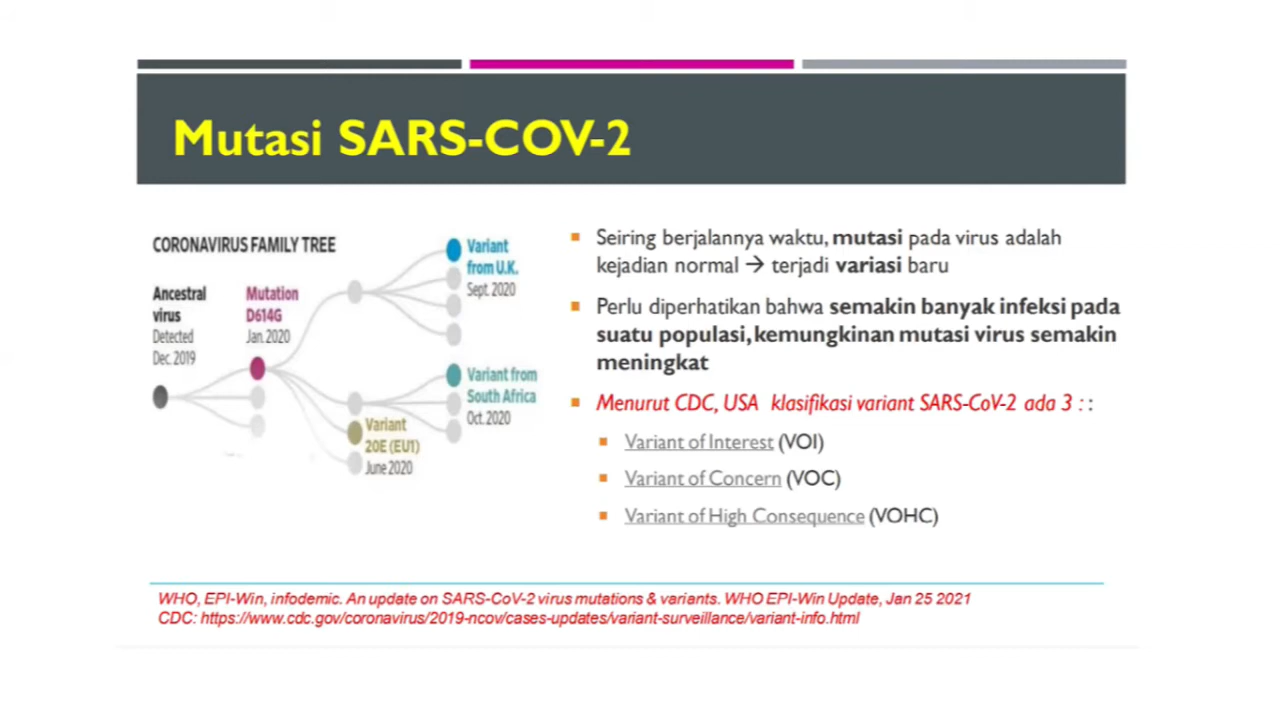 Mutasi SARS-COV-2
CORONAVIRUS FAMILY TREE
Ancestral
virus
Detected
Dec. 2019
Mutation
D614G
Jan. 2020
Variant
from U.K.
Sept. 2020
Variant from
South Africa
Oct. 2020
Variant
20E (EU1)
June 2020
Seiring berjalannya waktu, mutasi pada virus adalah
kejadian normal → terjadi variasi baru
Perlu diperhatikan bahwa semakin banyak infeksi pada
suatu populasi, kemungkinan mutasi virus semakin
meningkat
Menurut CDC, USA klasifikasi variant SARS-CoV-2 ada 3 : :
Variant of Interest (VOI)
Variant of Concern (VOC)
Variant of High Consequence (VOHC)
WHO, EPI-Win, infodemic. An update on SARS-CoV-2 virus mutations & variants. WHO EPI-Win Update, Jan 25 2021
CDC: https://www.cdc.gov/coronavirus/2019-ncov/cases-updates/variant-surveillance/variant-info.html